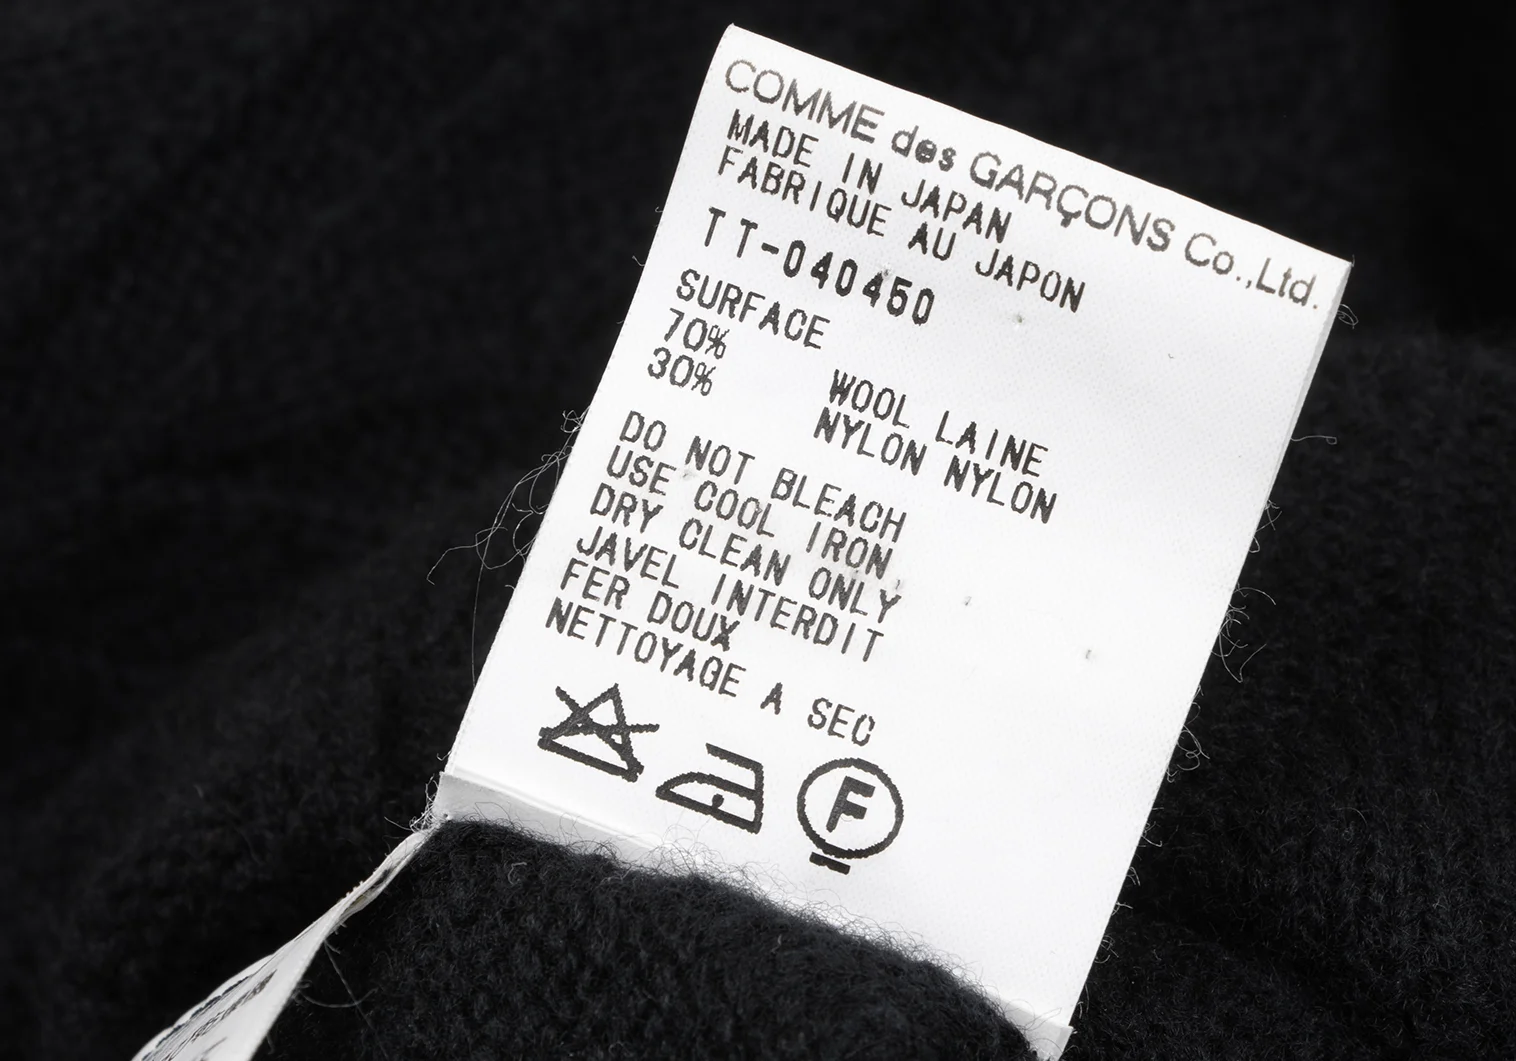 COMME des GARÇONS Co.,Ltd.
MADE IN JAPAN
FABRIQUE AU JAPON
TT-040450
SURFACE
70% WOOL LAINE
30% NYLON NYLON
DO NOT BLEACH
USE COOL IRON
DRY CLEAN ONLY
JAVEL INTERDIT
FER DOUX
NETTOYAGE A SEC
F